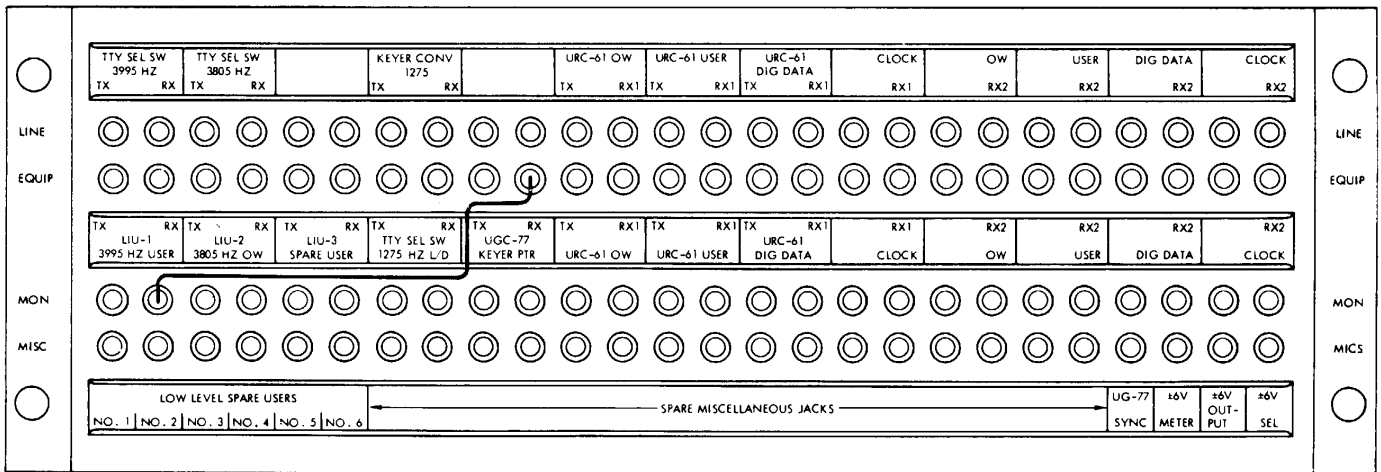 TTY SEL SW TTY SEL SW KEYER CONV URC-61 OW URC-61 USER URC-61 CLOCK OW USER DIG DATA CLOCK
3995 HZ 3805 HZ 1275 DIG DATA
TX RX TX RX TX RX TX RX1 TX RX1 TX RX1 RX1 RX2 RX2 RX2 RX2
LINE LINE
EQUIP EQUIP
TX RX TX RX TX RX TX RX TX RX TX RX1 TX RX1 TX RX1 RX1 RX2 RX2 RX2 RX2
LIU-1 LIU-2 LIU-3 TTY SEL SW UGC-77 URC-61
3995 HZ USER 3805 HZ OW SPARE USER 1275 HZ L/D KEYER PTR URC-61 OW URC-61 USER DIG DATA CLOCK OW USER DIG DATA CLOCK
MON MON
MISC MICS
LOW LEVEL SPARE USERS SPARE MISCELLANEOUS JACKS UG-77 ±6V ±6V ±6V
OUT-
NO. 1 NO. 2 NO. 3 NO. 4 NO. 5 NO. 6 SYNC METER PUT SEL